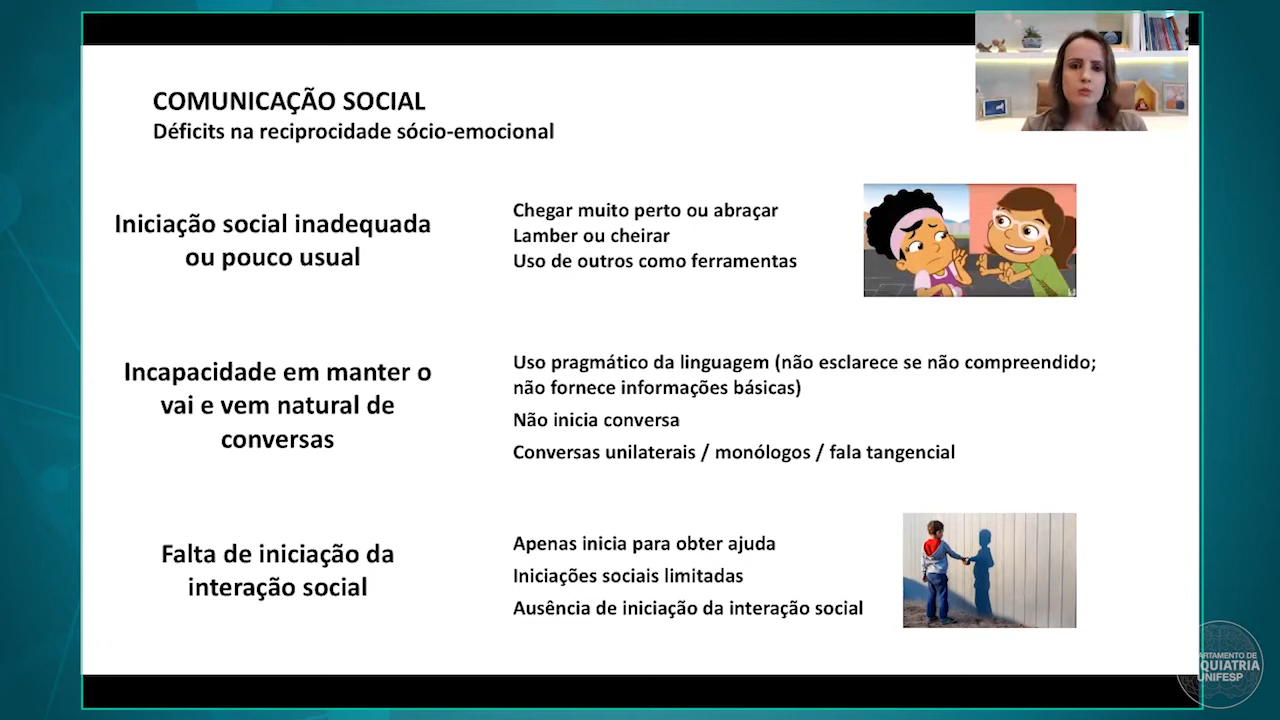 COMUNICAÇÃO SOCIAL
Déficits na reciprocidade sócio-emocional
Iniciação social inadequada
ou pouco usual
Chegar muito perto ou abraçar
Lamber ou cheirar
Uso de outros como ferramentas
Incapacidade em manter o
vai e vem natural de
conversas
Uso pragmático da linguagem (não esclarece se não compreendido;
não fornece informações básicas)
Não inicia conversa
Conversas unilaterais / monólogos / fala tangencial
Falta de iniciação da
interação social
Apenas inicia para obter ajuda
Iniciações sociais limitadas
Ausência de iniciação da interação social
ARTAMENTO DE
QUIATRIA
UNIFESP